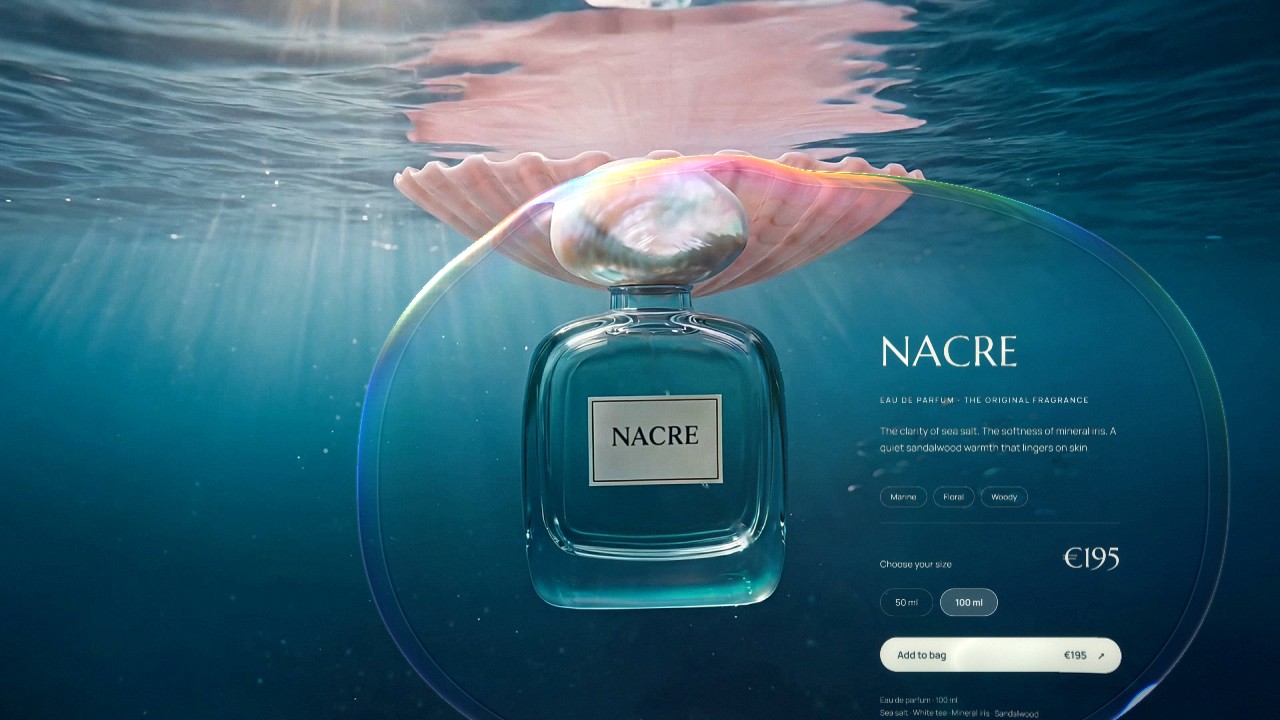 NACRE
NACRE
EAU DE PARFUM · THE ORIGINAL FRAGRANCE
The clarity of sea salt. The softness of mineral iris. A
quiet sandalwood warmth that lingers on skin
Marine Floral Woody
Choose your size €195
50 ml 100 ml
Add to bag €195 ↗
Eau de parfum · 100 ml
Sea salt · White tea · Mineral iris · Sandalwood